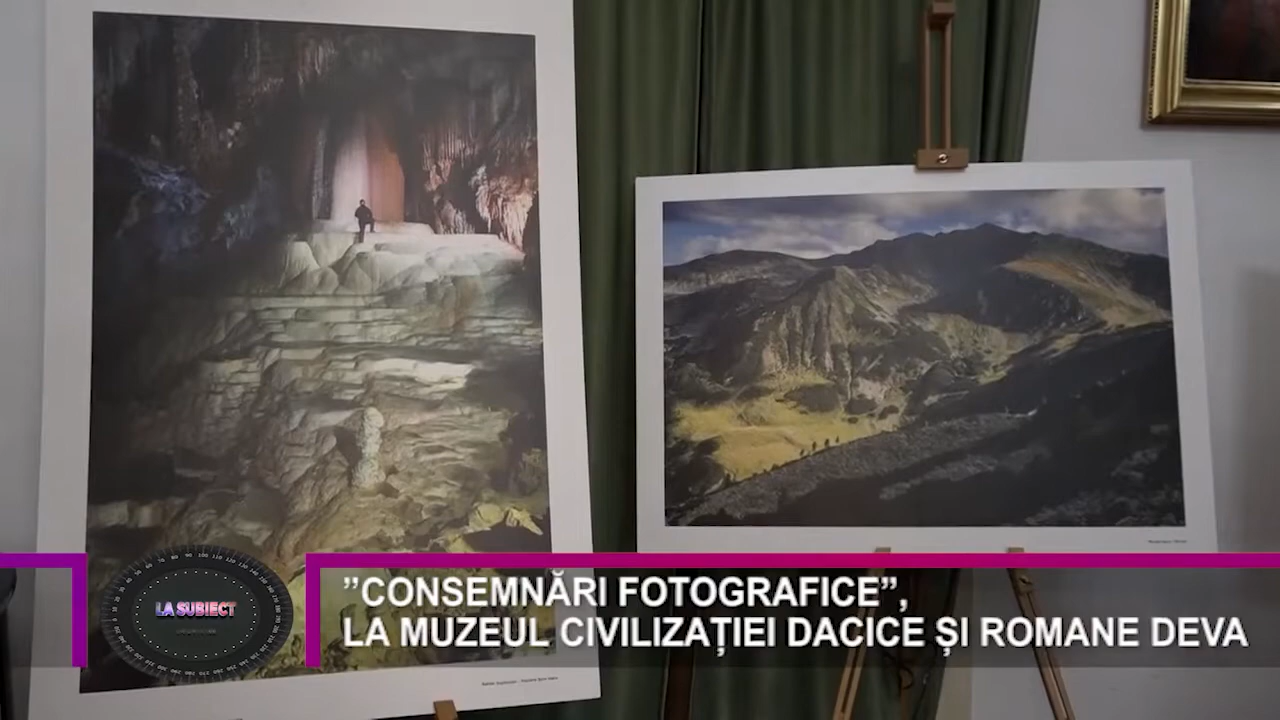 LA SUBIECT
”CONSEMNĂRI FOTOGRAFICE”,
LA MUZEUL CIVILIZAȚIEI DACICE ȘI ROMANE DEVA